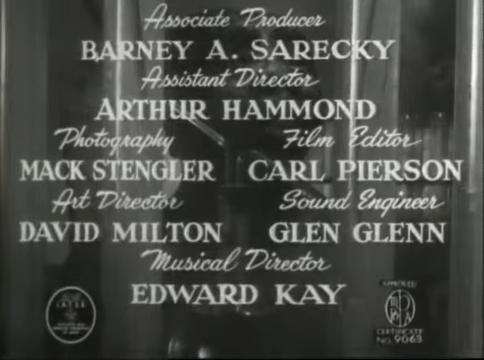 Associate Producer
BARNEY A. SARECKY
Assistant Director
ARTHUR HAMMOND
Photography Film Editor
MACK STENGLER CARL PIERSON
Art Director Sound Engineer
DAVID MILTON GLEN GLENN
Musical Director
EDWARD KAY
APPROVED
CERTIFICATE
NO. 9063